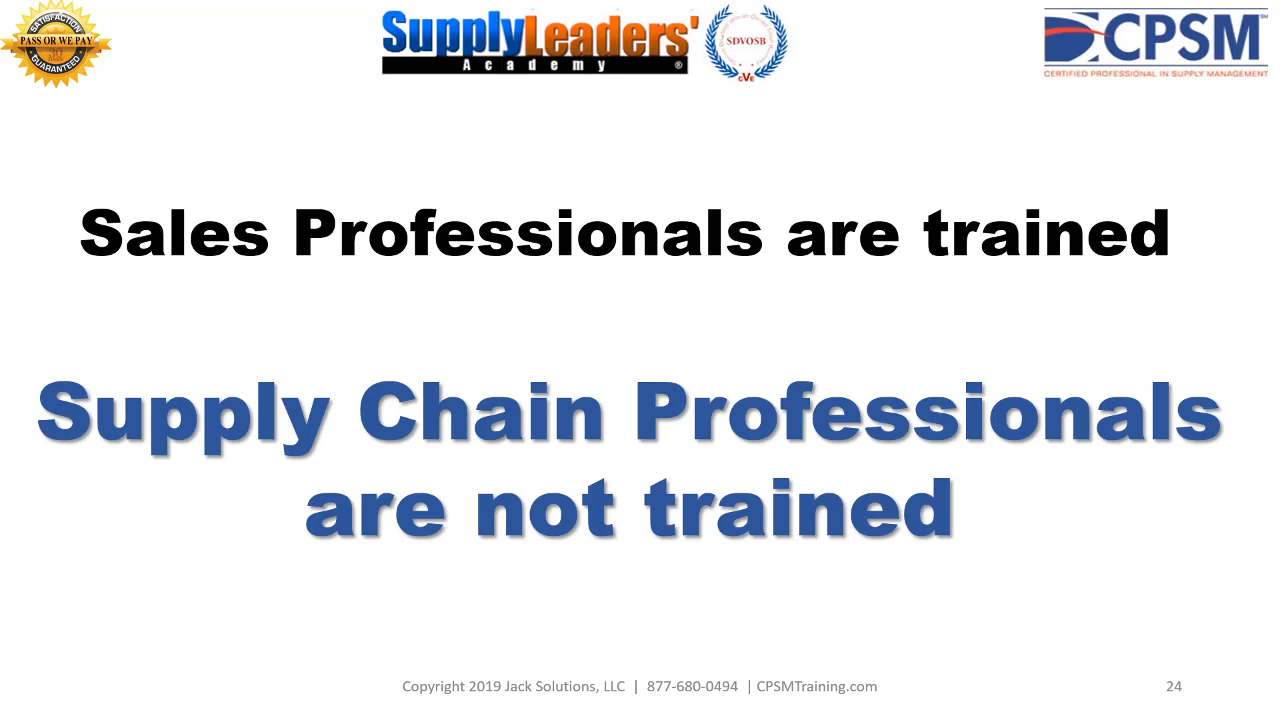 SATISFACTION
PASS OR WE PAY
GUARANTEED
SupplyLeaders'
Academy ®
SDVOSB
CVE
CPSM
CERTIFIED PROFESSIONAL IN SUPPLY MANAGEMENT
Sales Professionals are trained
Supply Chain Professionals
are not trained
Copyright 2019 Jack Solutions, LLC | 877-680-0494 | CPSMTraining.com
24